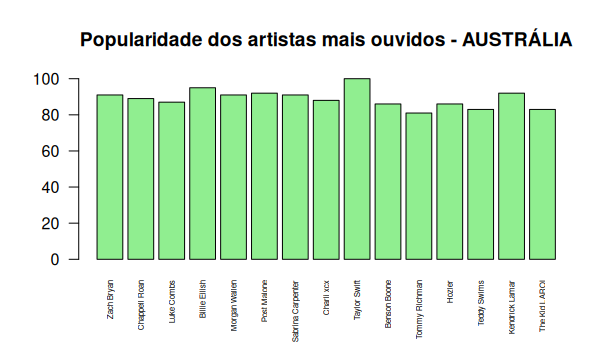 Popularidade dos artistas mais ouvidos - AUSTRÁLIA
100
80
60
40
20
0
Zach Bryan
Chappell Roan
Luke Combs
Billie Eilish
Morgan Wallen
Post Malone
Sabrina Carpenter
Charli xcx
Taylor Swift
Benson Boone
Tommy Richman
Hozier
Teddy Swims
Kendrick Lamar
The Kid LAROI